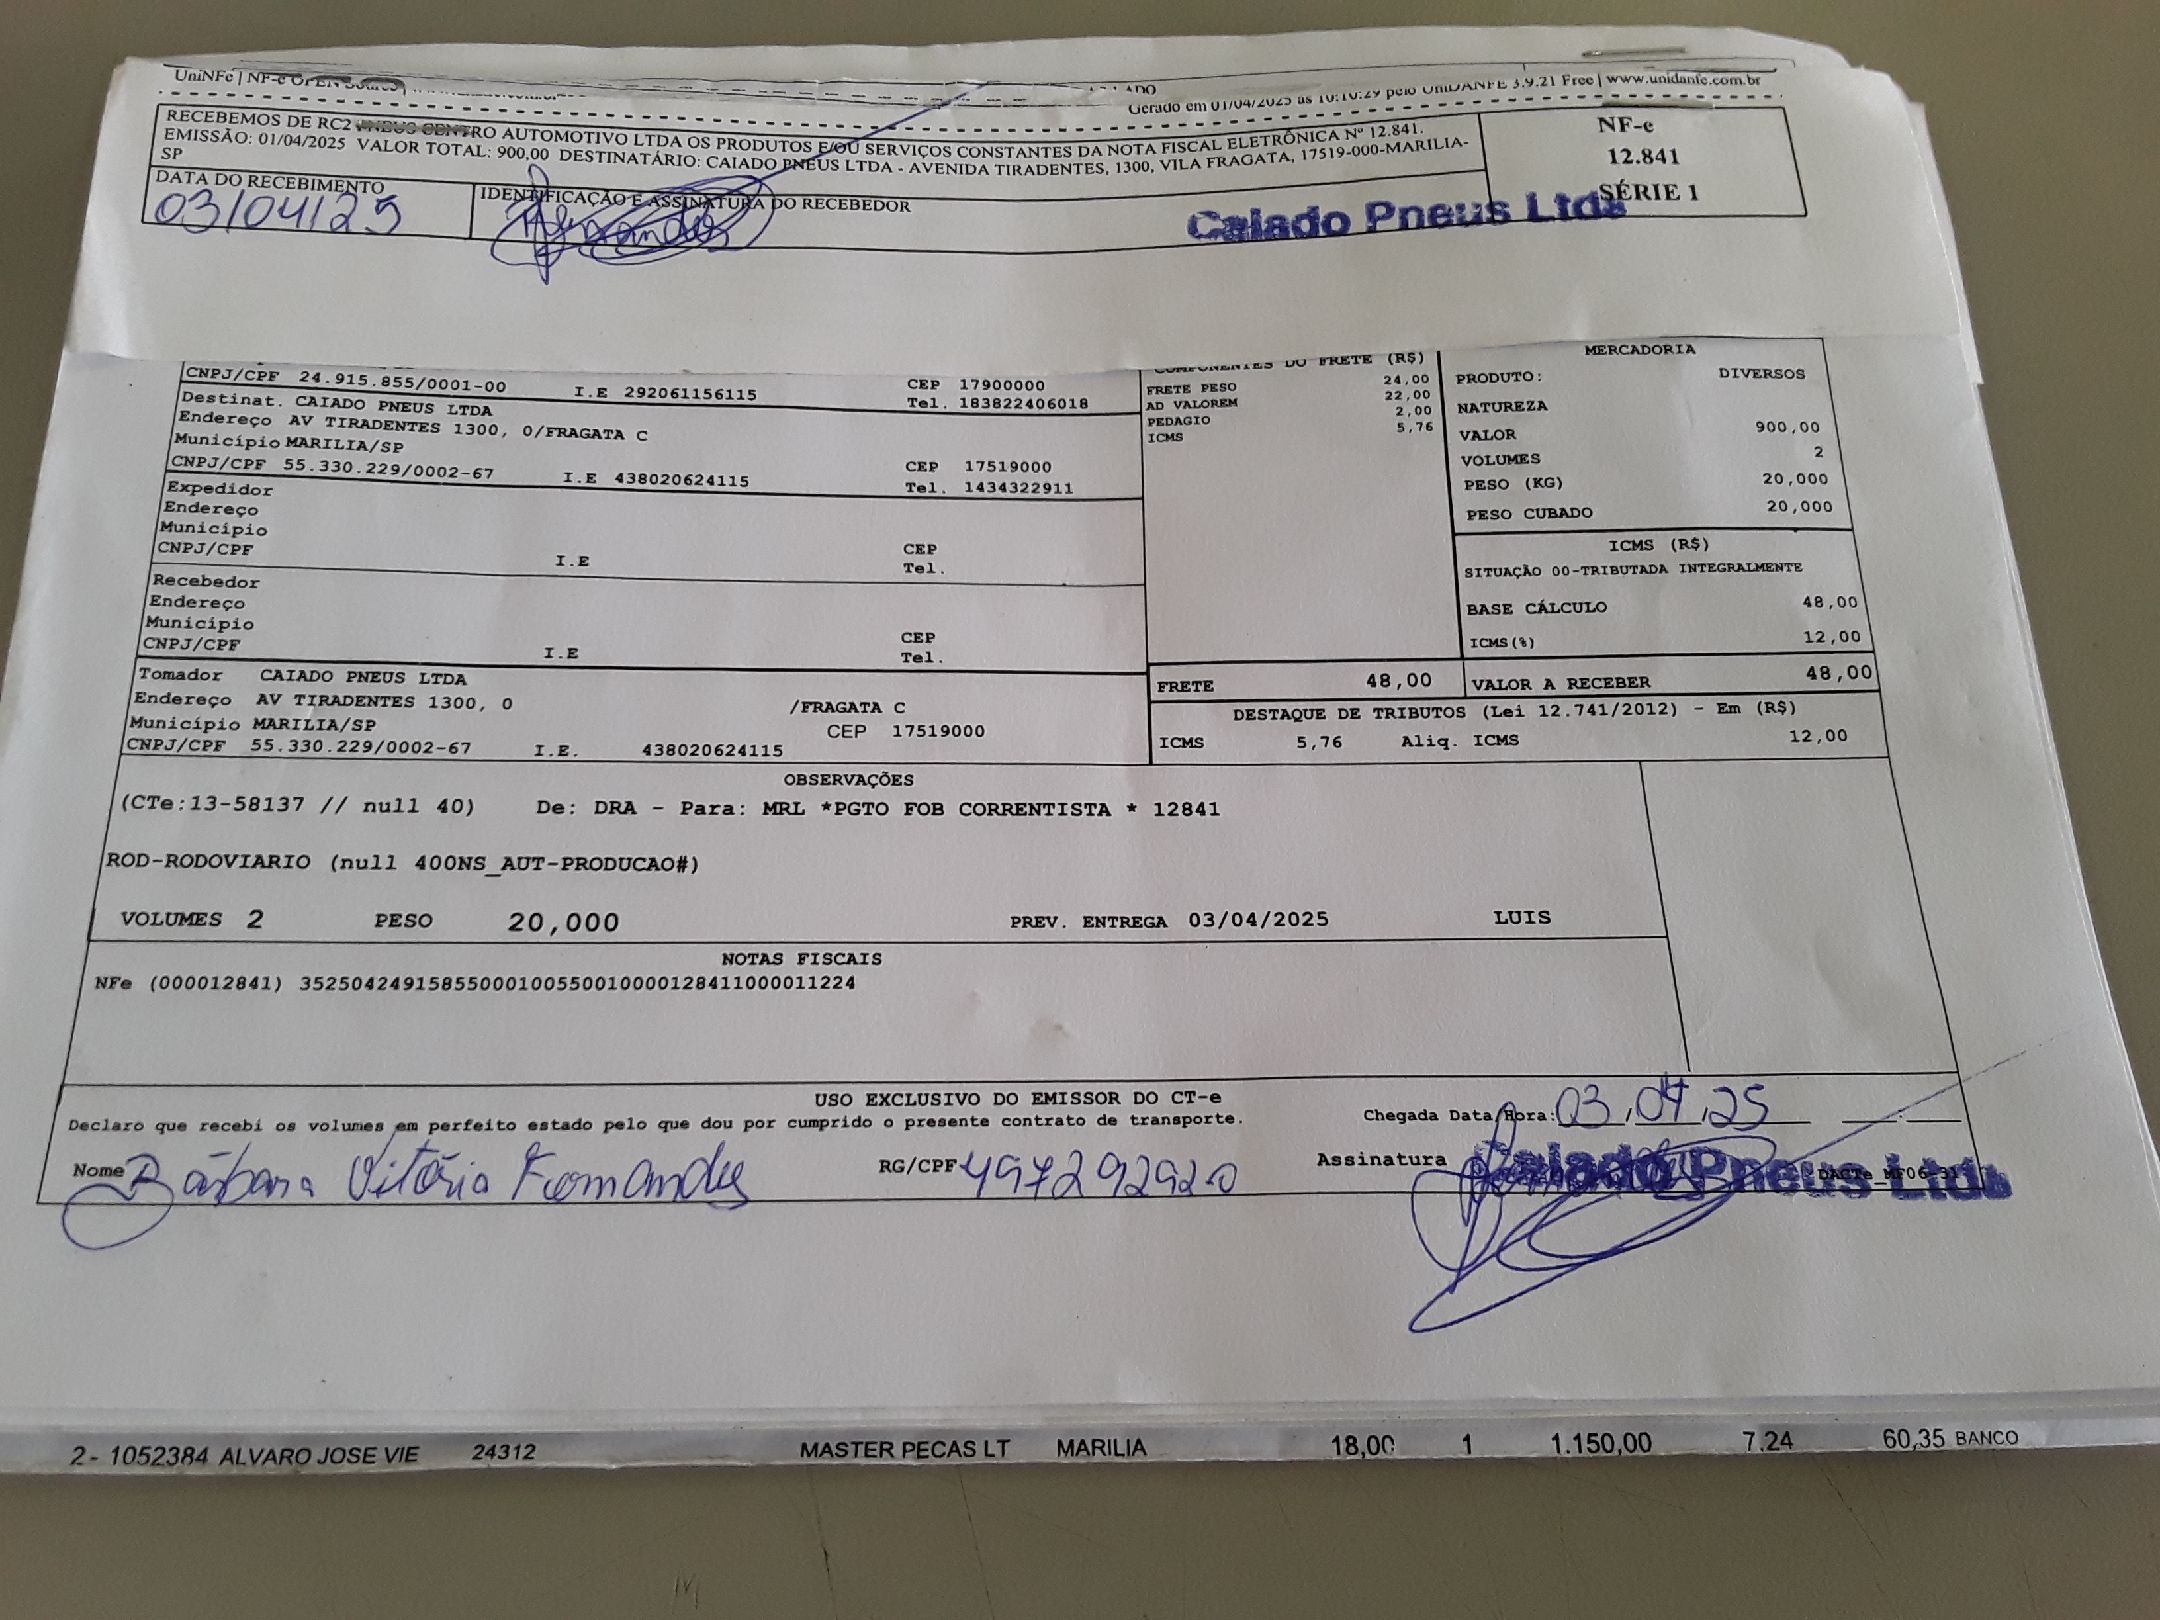 UniNFe | NF-e OPEN
Gerado em 01/04/2025 às 10:10:29 pelo UniDANFE 3.9.21 Free | www.unidanfe.com.br
RECEBEMOS DE RC2 PNEUS CENTRO AUTOMOTIVO LTDA OS PRODUTOS E/OU SERVIÇOS CONSTANTES DA NOTA FISCAL ELETRÔNICA Nº 12.841.
EMISSÃO: 01/04/2025 VALOR TOTAL: 900,00 DESTINATÁRIO: CAIADO PNEUS LTDA - AVENIDA TIRADENTES, 1300, VILA FRAGATA, 17519-000-MARILIA-
SP
NF-e
12.841
SÉRIE 1
DATA DO RECEBIMENTO
03/04/25
IDENTIFICAÇÃO E ASSINATURA DO RECEBEDOR
Caiado Pneus Ltda
CNPJ/CPF 24.915.855/0001-00 I.E 292061156115 CEP 17900000
Tel. 183822406018
Destinat. CAIADO PNEUS LTDA
Endereço AV TIRADENTES 1300, 0/FRAGATA C
Município MARILIA/SP CEP 17519000
CNPJ/CPF 55.330.229/0002-67 I.E 438020624115 Tel. 1434322911
Expedidor
Endereço
Município CEP
CNPJ/CPF I.E Tel.
Recebedor
Endereço
Município CEP
CNPJ/CPF I.E Tel.
Tomador CAIADO PNEUS LTDA
Endereço AV TIRADENTES 1300, 0 /FRAGATA C
Município MARILIA/SP CEP 17519000
CNPJ/CPF 55.330.229/0002-67 I.E. 438020624115
COMPONENTES DO FRETE (R$)
FRETE PESO 24,00
AD VALOREM 22,00
PEDAGIO 2,00
ICMS 5,76
MERCADORIA
PRODUTO: DIVERSOS
NATUREZA
VALOR 900,00
VOLUMES 2
PESO (KG) 20,000
PESO CUBADO 20,000
ICMS (R$)
SITUAÇÃO 00-TRIBUTADA INTEGRALMENTE
BASE CÁLCULO 48,00
ICMS(%) 12,00
FRETE 48,00 VALOR A RECEBER 48,00
DESTAQUE DE TRIBUTOS (Lei 12.741/2012) - Em (R$)
ICMS 5,76 Aliq. ICMS 12,00
OBSERVAÇÕES
(CTe:13-58137 // null 40) De: DRA - Para: MRL *PGTO FOB CORRENTISTA * 12841
ROD-RODOVIARIO (null 400NS_AUT-PRODUCAO#)
VOLUMES 2 PESO 20,000 PREV. ENTREGA 03/04/2025 LUIS
NOTAS FISCAIS
NFe (000012841) 35250424915855000100550010000128411000011224
USO EXCLUSIVO DO EMISSOR DO CT-e
Declaro que recebi os volumes em perfeito estado pelo que dou por cumprido o presente contrato de transporte.
Chegada Data/Hora: 03/04/25
Nome Bárbara Vitória Fernandes RG/CPF 497292920 Assinatura
Caiado Pneus Ltda
DACTe_MF06-31
2 - 1052384 ALVARO JOSE VIE 24312 MASTER PECAS LT MARILIA 18,00 1 1.150,00 7,24 60,35 BANCO